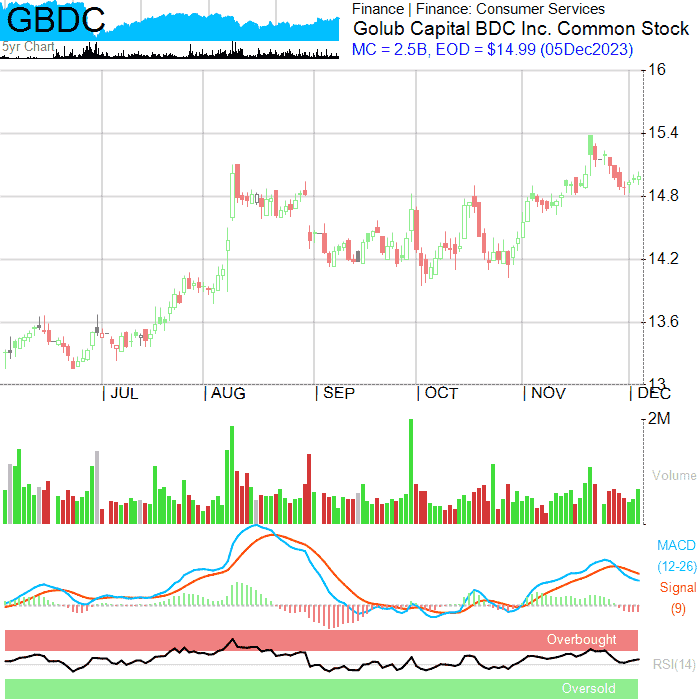 GBDC
5yr Chart
Finance | Finance: Consumer Services
Golub Capital BDC Inc. Common Stock
MC = 2.5B, EOD = $14.99 (05Dec2023)
16
15.4
14.8
14.2
13.6
13
| JUL | AUG | SEP | OCT | NOV | DEC
2M
Volume
MACD
(12-26)
Signal
(9)
Overbought
RSI(14)
Oversold